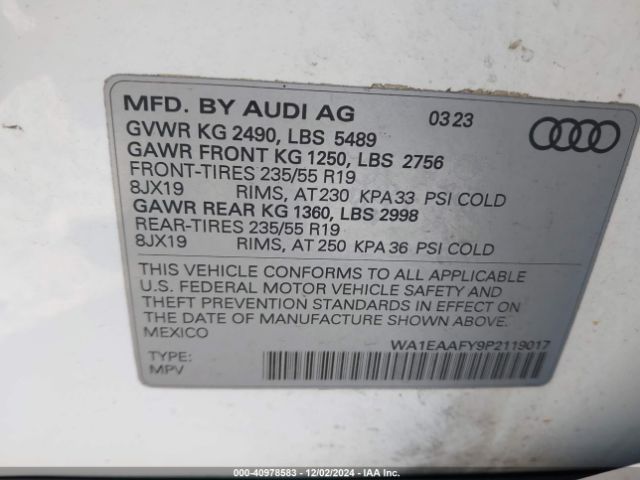 MFD. BY AUDI AG 03 23
GVWR KG 2490, LBS 5489
GAWR FRONT KG 1250, LBS 2756
FRONT-TIRES 235/55 R19
8JX19 RIMS, AT 230 KPA 33 PSI COLD
GAWR REAR KG 1360, LBS 2998
REAR-TIRES 235/55 R19
8JX19 RIMS, AT 250 KPA 36 PSI COLD
THIS VEHICLE CONFORMS TO ALL APPLICABLE
U.S. FEDERAL MOTOR VEHICLE SAFETY AND
THEFT PREVENTION STANDARDS IN EFFECT ON
THE DATE OF MANUFACTURE SHOWN ABOVE.
MEXICO
WA1EAAFY9P2119017
TYPE:
MPV
000-40978583 - 12/02/2024 - IAA Inc.